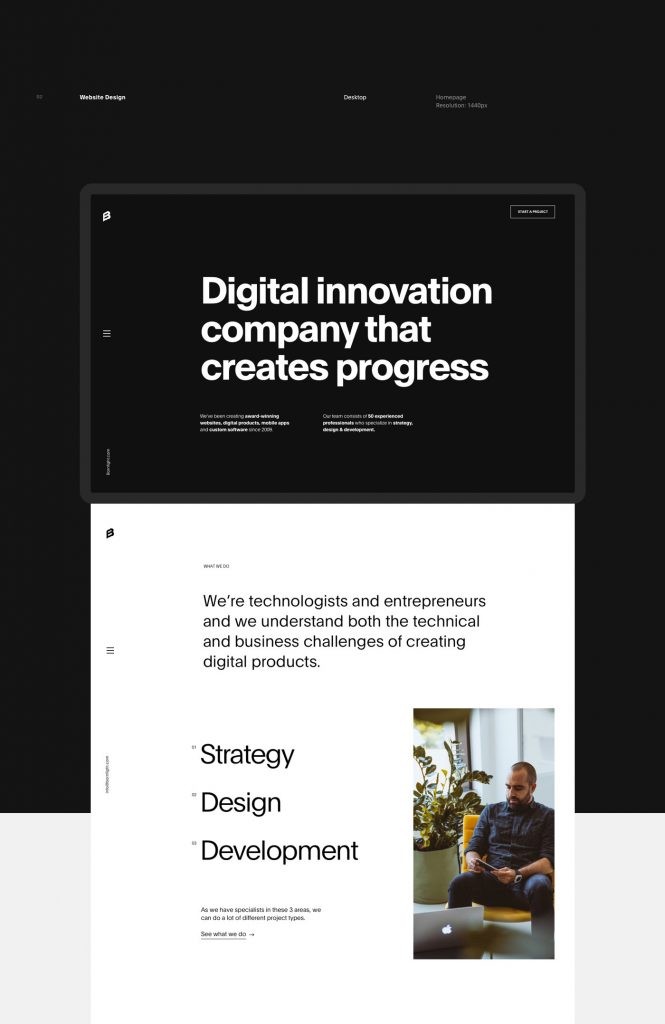 02
Website Design
Desktop
Homepage
Resolution: 1440px
START A PROJECT
Digital innovation
company that
creates progress
We've been creating award-winning
websites, digital products, mobile apps
and custom software since 2009.
Our team consists of 50 experienced
professionals who specialize in strategy,
design & development.
WHAT WE DO
We're technologists and entrepreneurs
and we understand both the technical
and business challenges of creating
digital products.
01 Strategy
02 Design
03 Development
info@bornfight.com
As we have specialists in these 3 areas, we
can do a lot of different project types.
See what we do →